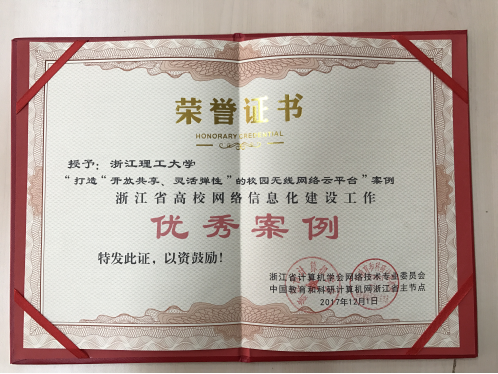 荣誉证书
HONORARY CREDENTIAL
授予：浙江理工大学
“打造“开放共享、灵活弹性”的校园无线网络云平台”案例
浙江省高校网络信息化建设工作
优秀案例
特发此证，以资鼓励！
浙江省计算机学会网络技术专业委员会
中国教育和科研计算机网浙江省主节点
2017年12月1日